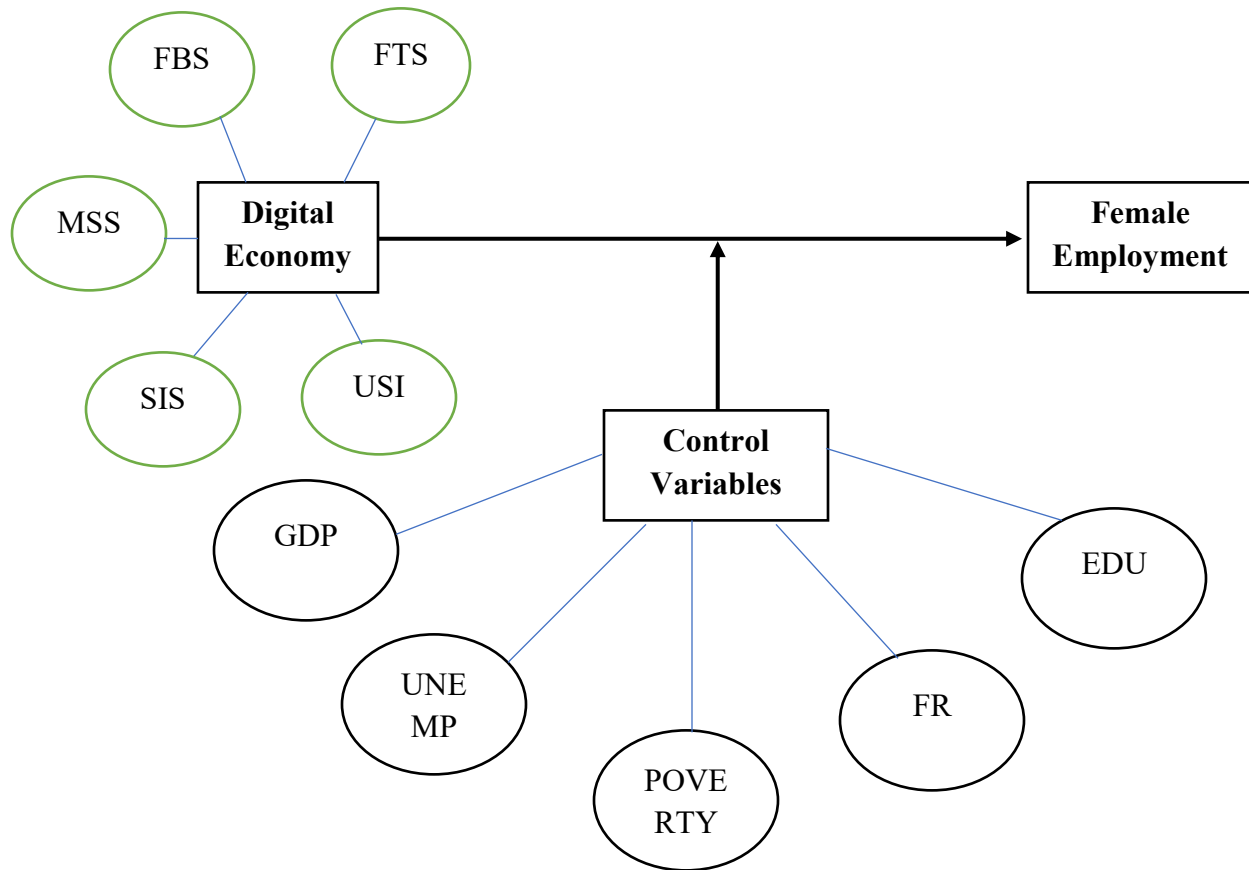 FBS
FTS
MSS
Digital
Economy
Female
Employment
SIS
USI
Control
Variables
GDP
EDU
UNE
MP
FR
POVE
RTY